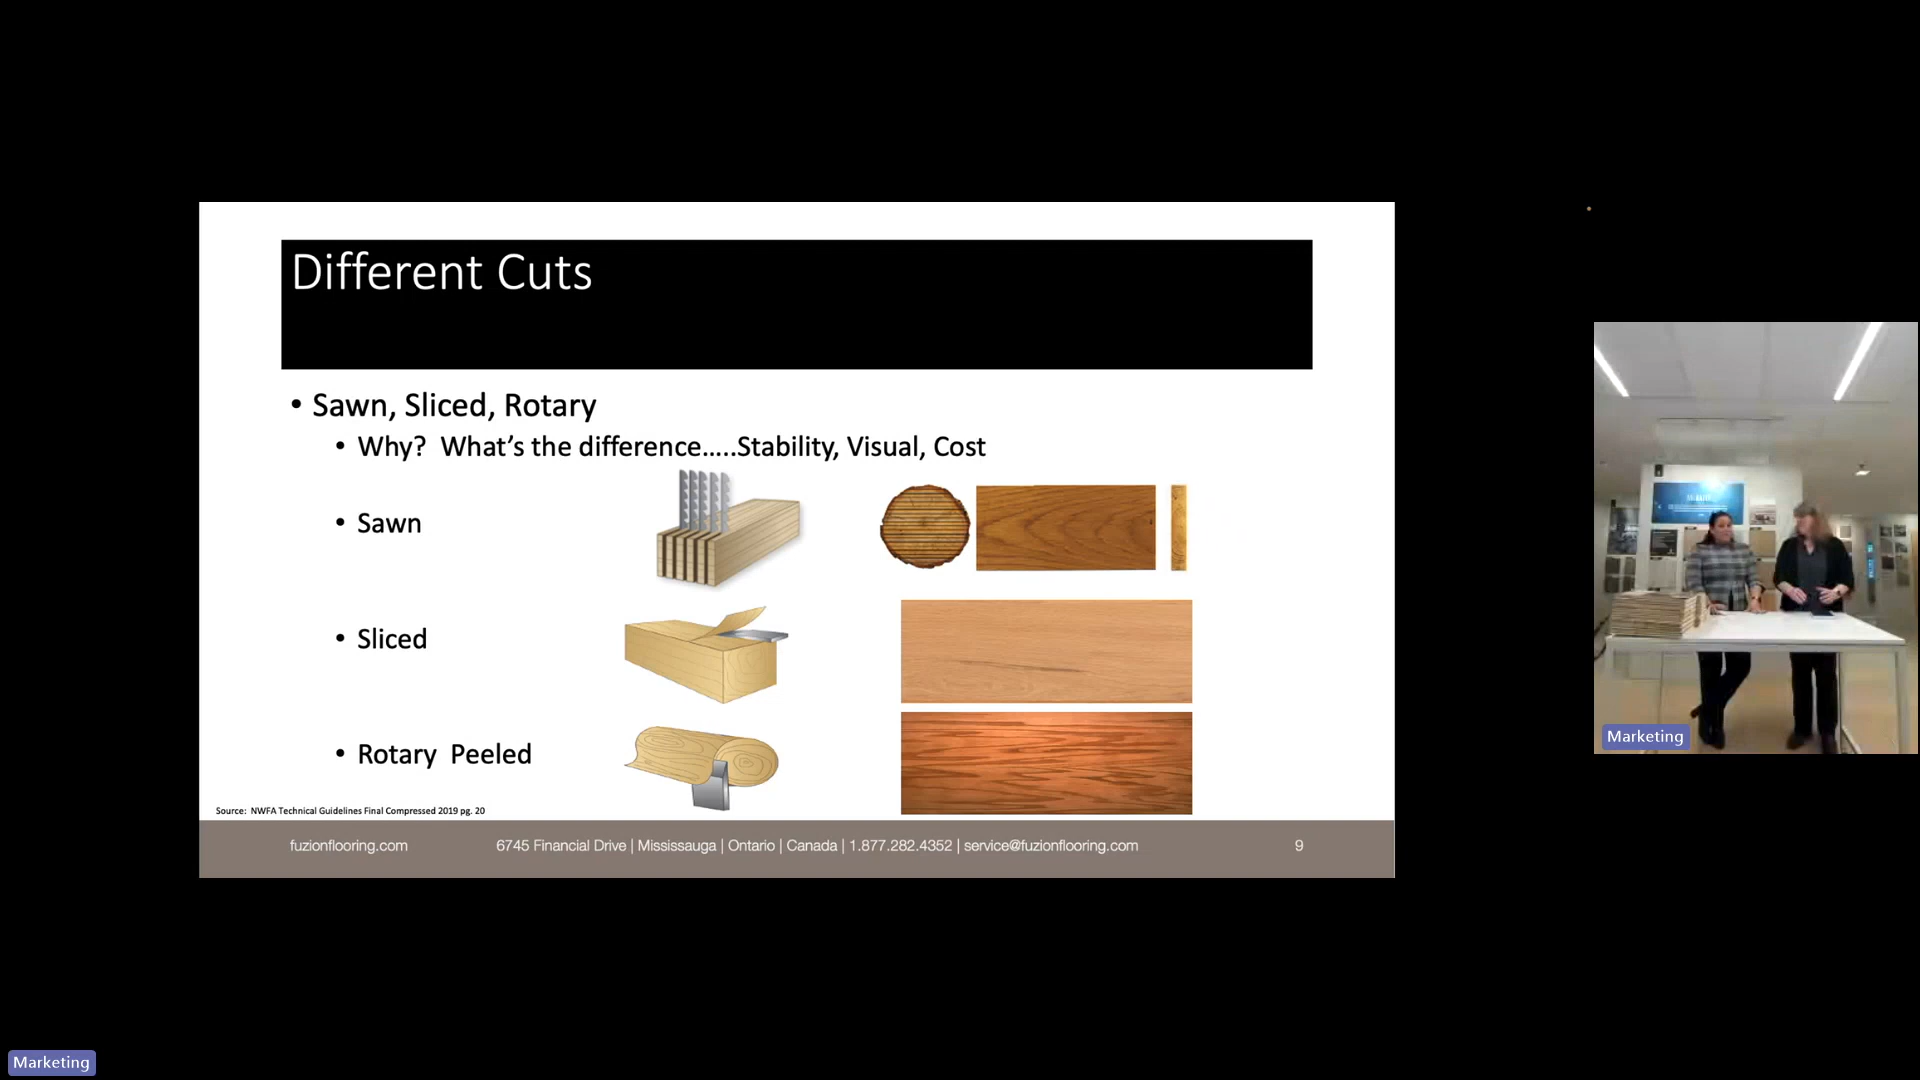 Different Cuts
• Sawn, Sliced, Rotary
• Why? What’s the difference…..Stability, Visual, Cost
• Sawn
• Sliced
• Rotary Peeled
Source: NWFA Technical Guidelines Final Compressed 2019 pg. 20
fuzionflooring.com
6745 Financial Drive | Mississauga | Ontario | Canada | 1.877.282.4352 | service@fuzionflooring.com
9
Marketing
Marketing